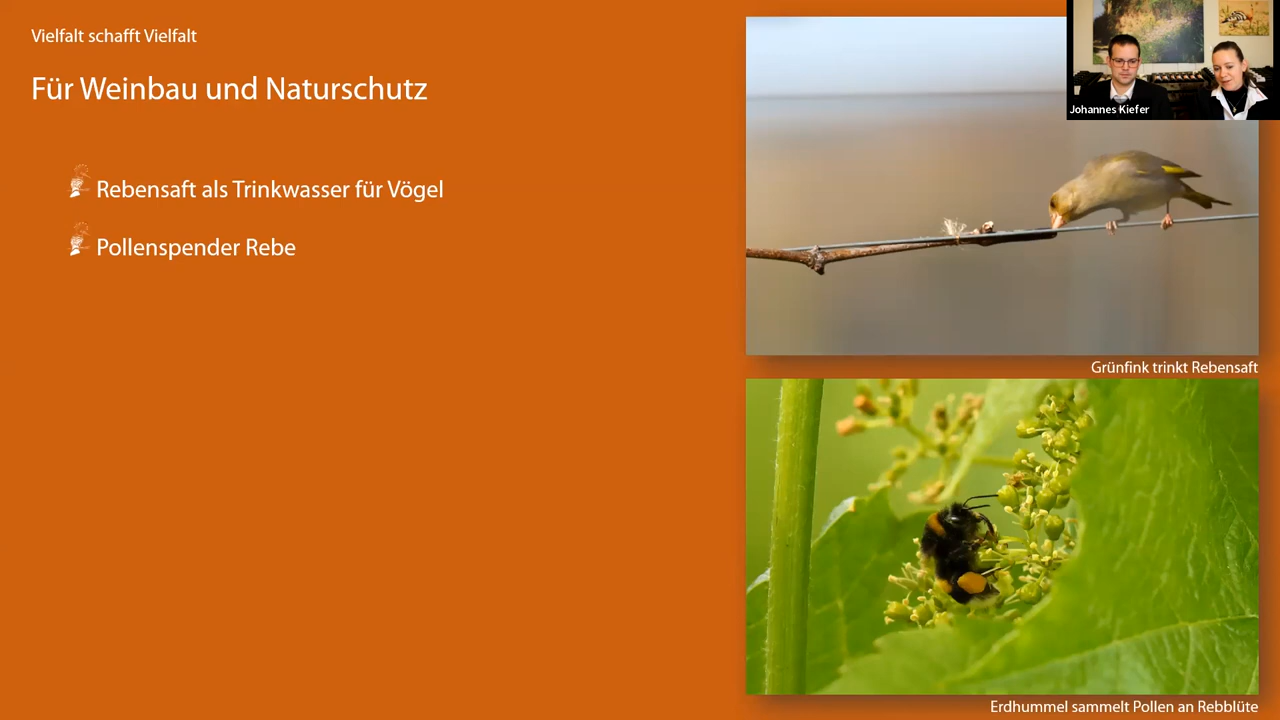 Vielfalt schafft Vielfalt
Für Weinbau und Naturschutz
Rebensaft als Trinkwasser für Vögel
Pollenspender Rebe
Johannes Kiefer
Grünfink trinkt Rebensaft
Erdhummel sammelt Pollen an Rebblüte